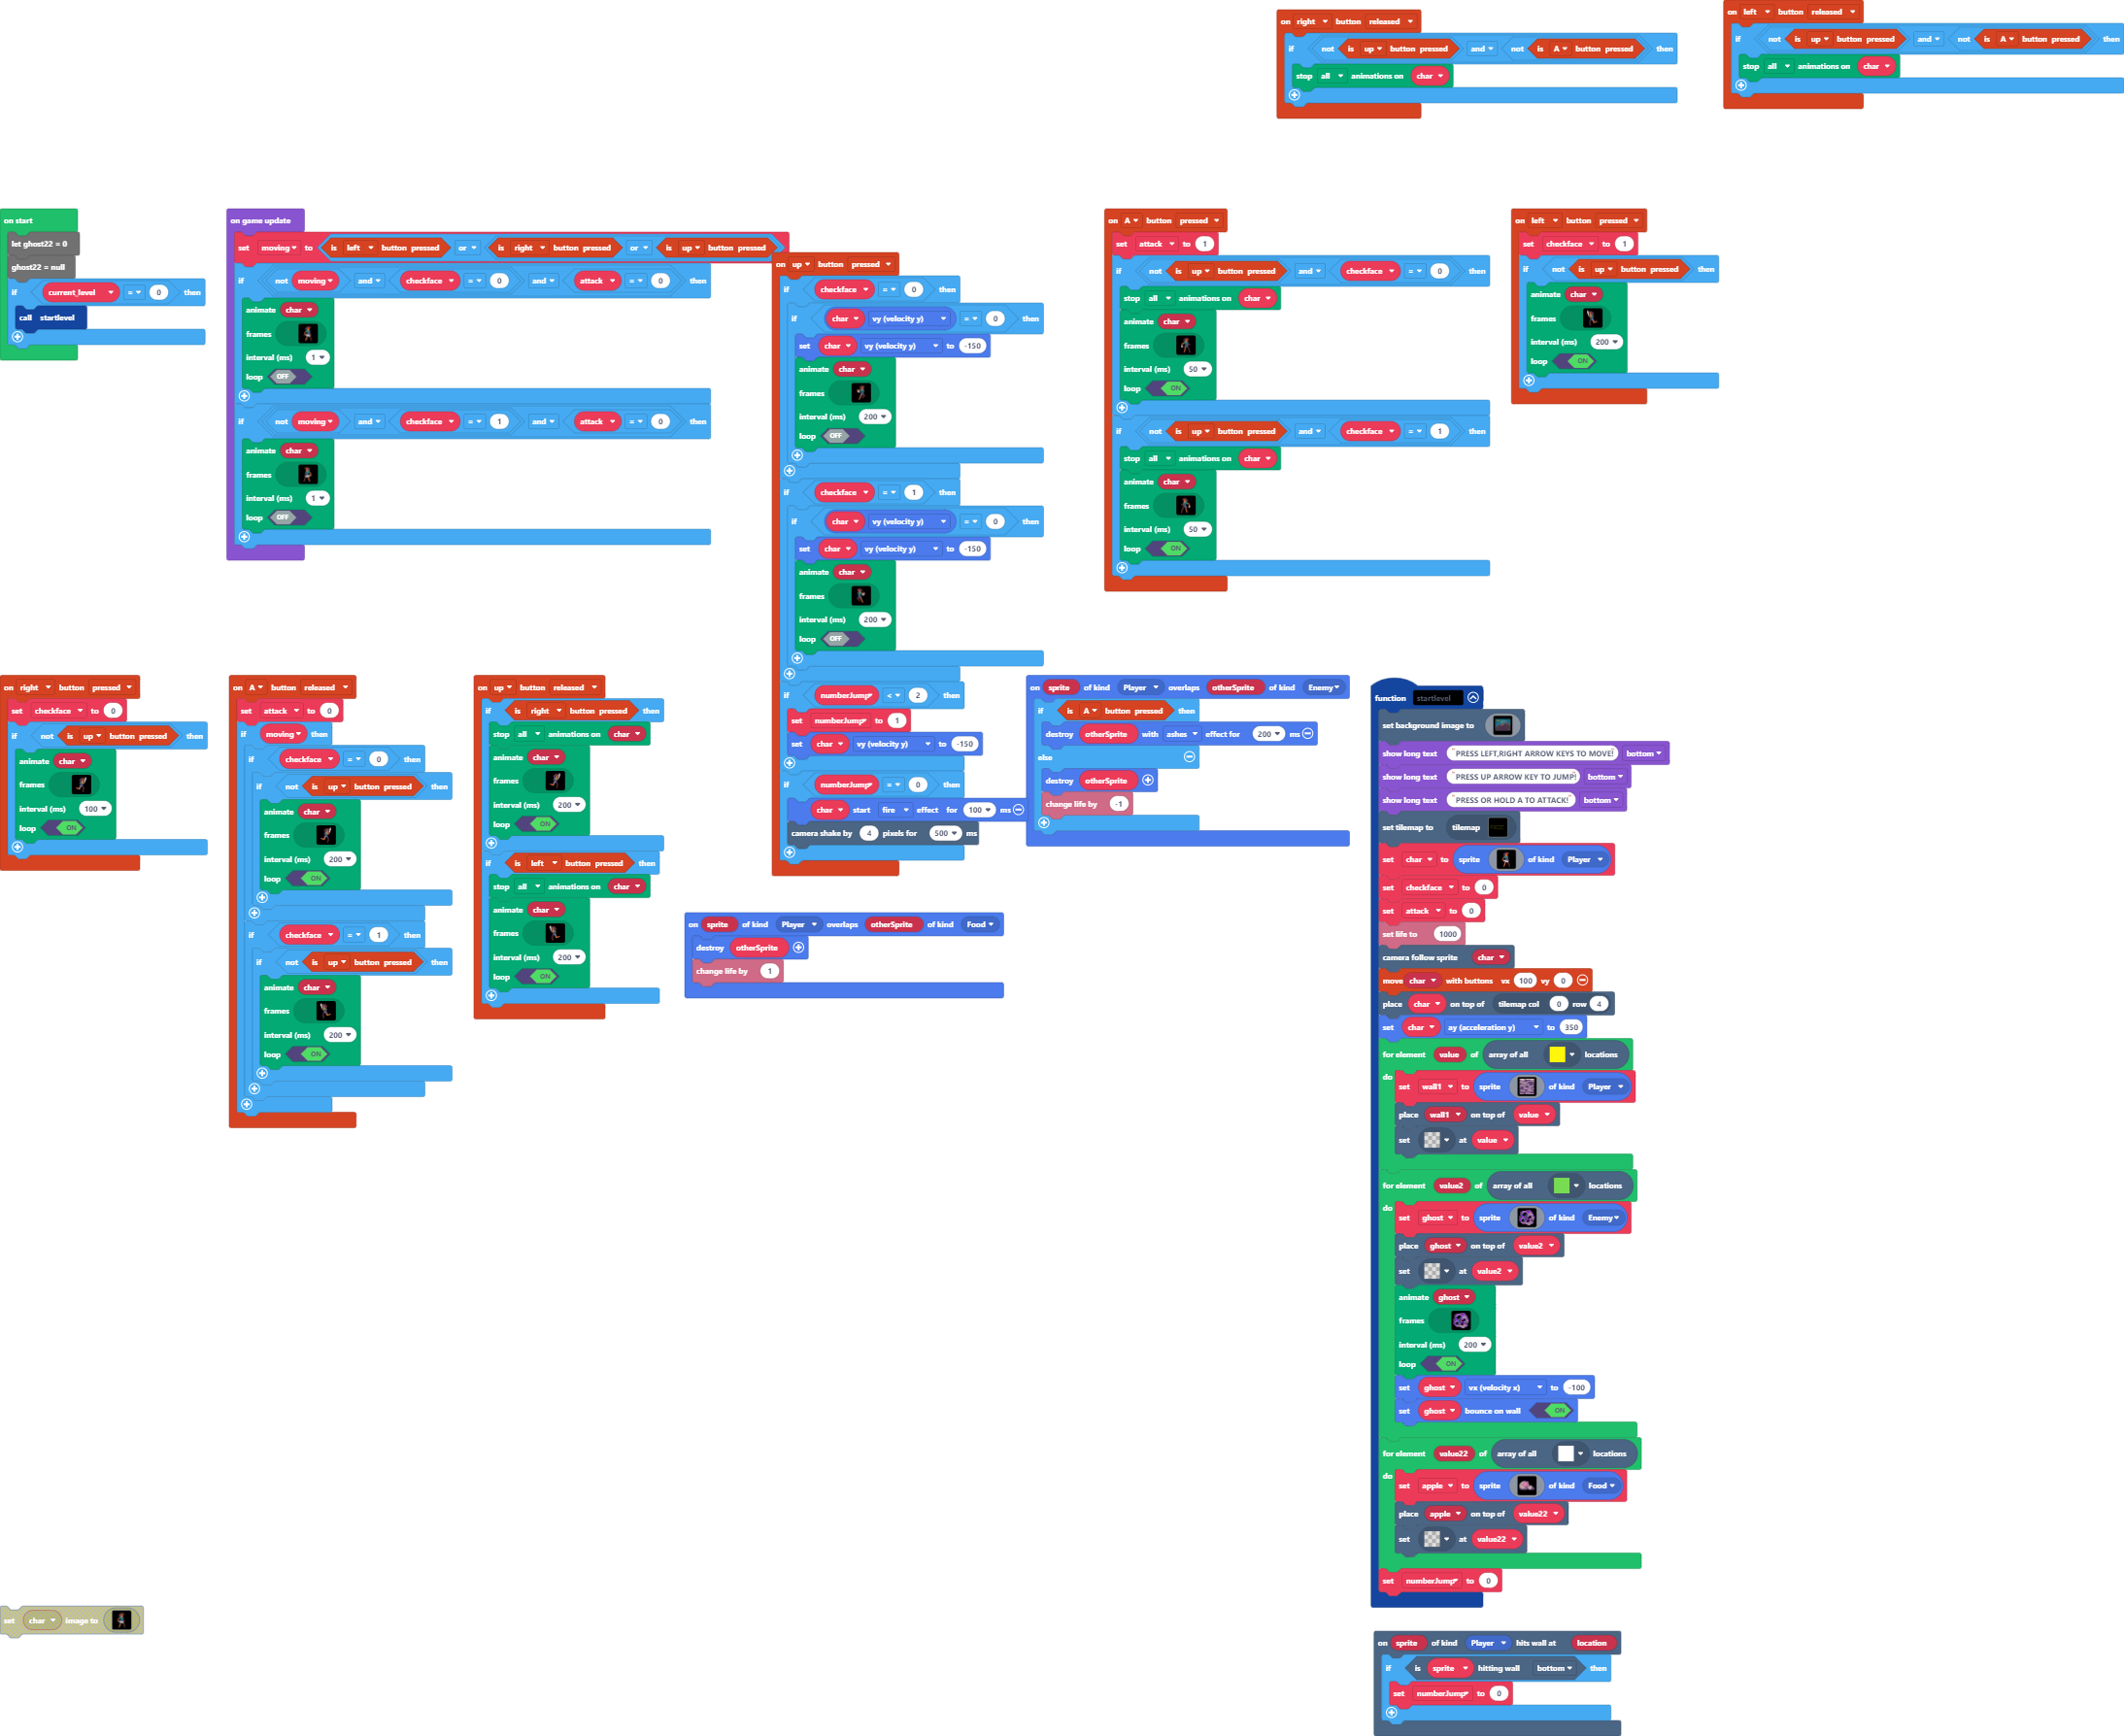 on right button released
if not is up button pressed and not is A button pressed then
stop all animations on char
on left button released
if not is up button pressed and not is A button pressed then
stop all animations on char
on start
let ghost22 = 0
ghost22 = null
if current_level = 0 then
call startlevel
on game update
set moving to is left button pressed or is right button pressed or is up button pressed
if not moving and checkface = 0 and attack = 0 then
animate char
frames
interval (ms) 1
loop OFF
if not moving and checkface = 1 and attack = 0 then
animate char
frames
interval (ms) 1
loop OFF
on up button pressed
if checkface = 0 then
if char vy (velocity y) = 0 then
set char vy (velocity y) to -150
animate char
frames
interval (ms) 200
loop OFF
if checkface = 1 then
if char vy (velocity y) = 0 then
set char vy (velocity y) to -150
animate char
frames
interval (ms) 200
loop OFF
if numberJump < 2 then
set numberJump to 1
set char vy (velocity y) to -150
if numberJump = 0 then
char start fire effect for 100 ms
camera shake by 4 pixels for 500 ms
on A button pressed
set attack to 1
if not is up button pressed and checkface = 0 then
stop all animations on char
animate char
frames
interval (ms) 50
loop ON
if not is up button pressed and checkface = 1 then
stop all animations on char
animate char
frames
interval (ms) 50
loop ON
on left button pressed
set checkface to 1
if not is up button pressed then
animate char
frames
interval (ms) 200
loop ON
on right button pressed
set checkface to 0
if not is up button pressed then
animate char
frames
interval (ms) 100
loop ON
on A button released
set attack to 0
if moving then
if checkface = 0 then
if not is up button pressed then
animate char
frames
interval (ms) 200
loop ON
if checkface = 1 then
if not is up button pressed then
animate char
frames
interval (ms) 200
loop ON
on up button released
if is right button pressed then
stop all animations on char
animate char
frames
interval (ms) 200
loop ON
if is left button pressed then
stop all animations on char
animate char
frames
interval (ms) 200
loop ON
on sprite of kind Player overlaps otherSprite of kind Enemy
if is A button pressed then
destroy otherSprite with ashes effect for 200 ms
else
destroy otherSprite
change life by -1
on sprite of kind Player overlaps otherSprite of kind Food
destroy otherSprite
change life by 1
function startlevel
set background image to
show long text "PRESS LEFT,RIGHT ARROW KEYS TO MOVE! bottom
show long text "PRESS UP ARROW KEY TO JUMP! bottom
show long text "PRESS OR HOLD A TO ATTACK!" bottom
set tilemap to tilemap
set char to sprite of kind Player
set checkface to 0
set attack to 0
set life to 1000
camera follow sprite char
move char with buttons vx 100 vy 0
place char on top of tilemap col 0 row 4
set char ay (acceleration y) to 350
for element value of array of all locations
do
set wall1 to sprite of kind Player
place wall1 on top of value
set at value
for element value2 of array of all locations
do
set ghost to sprite of kind Enemy
place ghost on top of value2
set at value2
animate ghost
frames
interval (ms) 200
loop ON
set ghost vx (velocity x) to -100
set ghost bounce on wall ON
for element value22 of array of all locations
do
set apple to sprite of kind Food
place apple on top of value22
set at value22
set numberJump to 0
set char image to
on sprite of kind Player hits wall at location
if is sprite hitting wall bottom then
set numberJump to 0